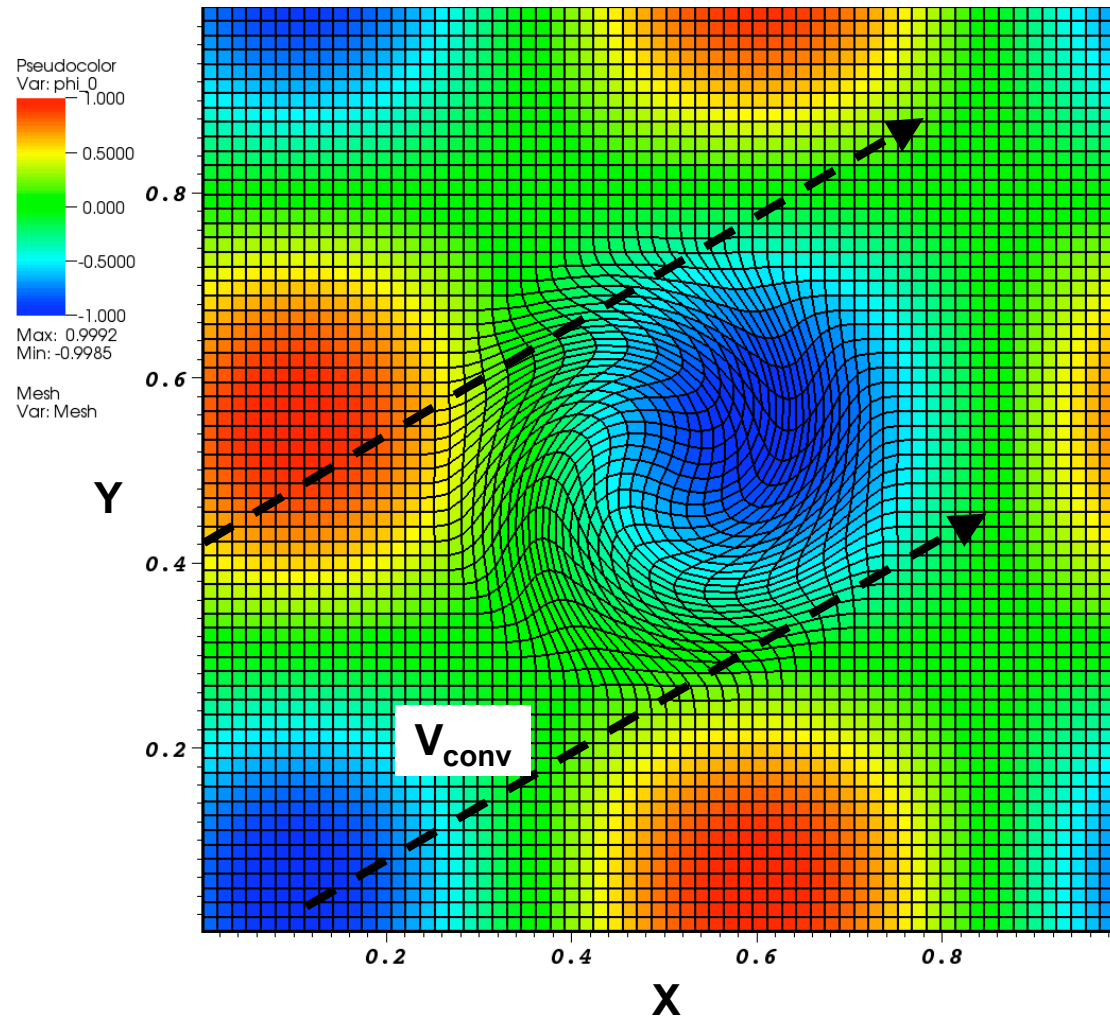 Pseudocolor
Var: phi_0
1.000
0.5000
0.000
-0.5000
-1.000
Max: 0.9992
Min: -0.9985
Mesh
Var: Mesh
0.8
0.6
Y
0.4
0.2
Vconv
0.2 0.4 0.6 0.8
X